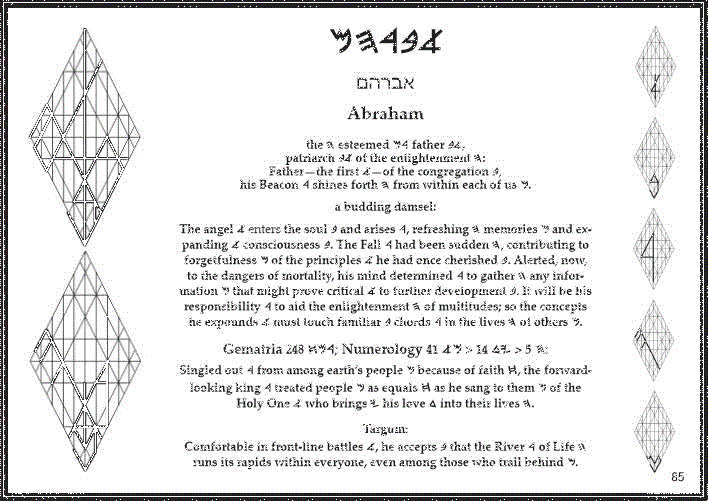 𐤀𐤁𐤓𐤄𐤌
אברהם
Abraham
the 𐤄 esteemed 𐤌𐤓 father 𐤀𐤁,
patriarch 𐤀𐤁 of the enlightenment 𐤄:
Father—the first 𐤀—of the congregation 𐤁,
his Beacon 𐤓 shines forth 𐤄 from within each of us 𐤌.
a budding damsel:
The angel 𐤀 enters the soul 𐤁 and arises 𐤓, refreshing 𐤄 memories 𐤌 and ex-
panding 𐤀 consciousness 𐤁. The Fall 𐤓 had been sudden 𐤄, contributing to
forgetfulness 𐤌 of the principles 𐤀 he had once cherished 𐤁. Alerted, now,
to the dangers of mortality, his mind determined 𐤓 to gather 𐤄 any infor-
mation 𐤌 that might prove critical 𐤀 to further development 𐤁. It will be his
responsibility 𐤓 to aid the enlightenment 𐤄 of multitudes; so the concepts
he expounds 𐤀 must touch familiar 𐤁 chords 𐤓 in the lives 𐤄 of others 𐤌.
Gematria 248 𐤇𐤌𐤓; Numerology 41 𐤀𐤌 > 14 𐤃𐤉 > 5 𐤄:
Singled out 𐤓 from among earth's people 𐤌 because of faith 𐤇, the forward-
looking king 𐤓 treated people 𐤌 as equals 𐤇 as he sang to them 𐤌 of the
Holy One 𐤀 who brings 𐤉 his love 𐤃 into their lives 𐤄.
Targum:
Comfortable in front-line battles 𐤀, he accepts 𐤁 that the River 𐤓 of Life 𐤄
runs its rapids within everyone, even among those who trail behind 𐤌.
85